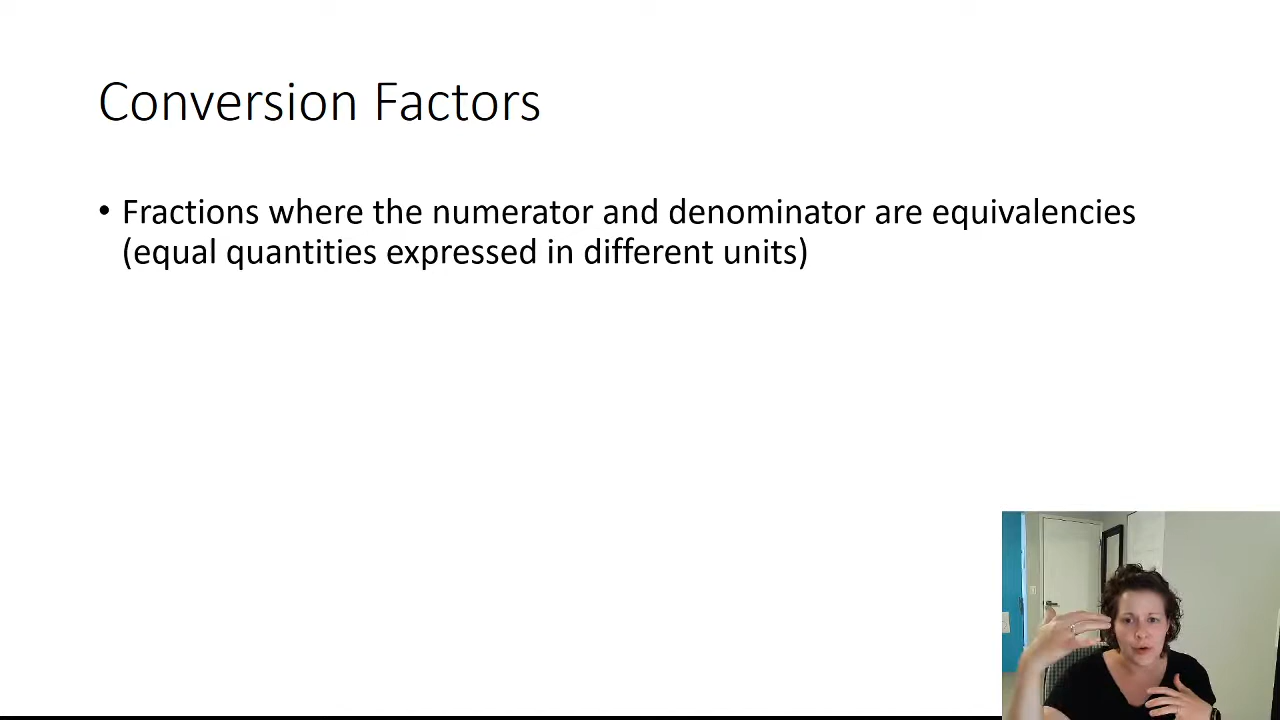 Conversion Factors
• Fractions where the numerator and denominator are equivalencies
(equal quantities expressed in different units)